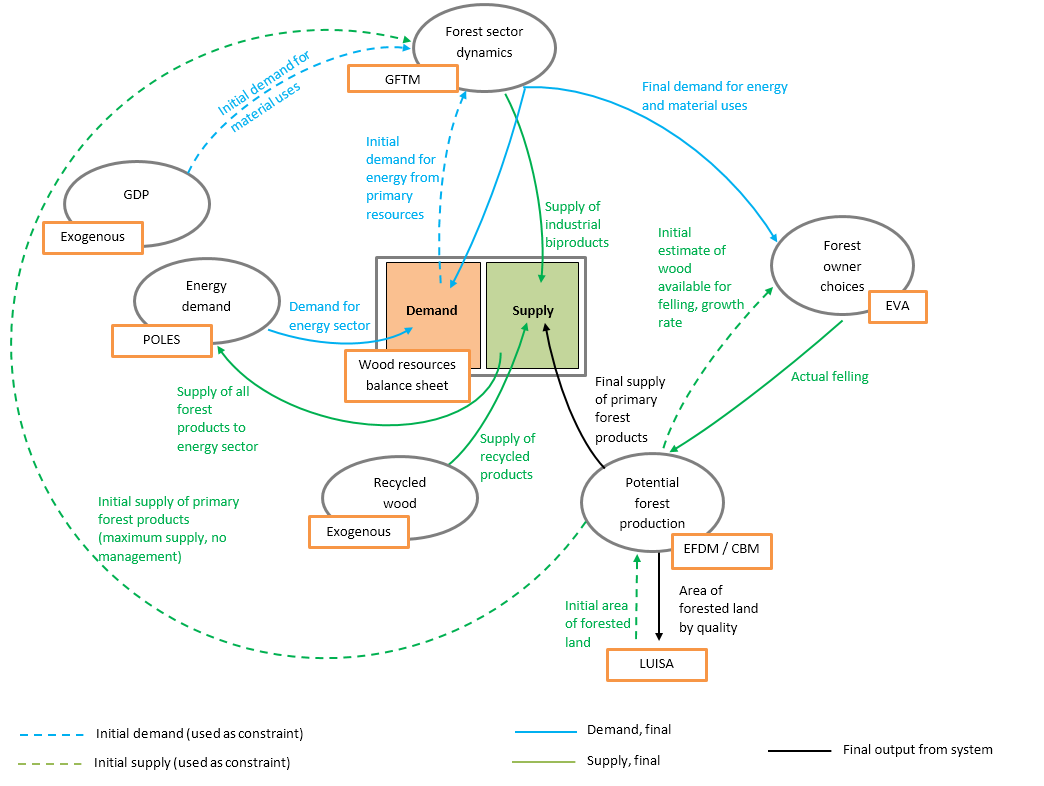 Forest sector
dynamics
GFTM
Initial demand for
material uses
Final demand for energy
and material uses
Initial
demand for
energy from
primary
resources
GDP
Exogenous
Supply of
industrial
biproducts
Initial
estimate of
wood
available for
felling, growth
rate
Forest
owner
choices
EVA
Energy
demand
POLES
Demand for
energy sector
Demand
Supply
Wood resources
balance sheet
Actual felling
Final supply
of primary
forest
products
Supply of all
forest
products to
energy sector
Supply of
recycled
products
Recycled
wood
Exogenous
Potential
forest
production
EFDM / CBM
Initial supply of primary
forest products
(maximum supply, no
management)
Initial area
of forested
land
Area of
forested land
by quality
LUISA
Initial demand (used as constraint)
Initial supply (used as constraint)
Demand, final
Supply, final
Final output from system